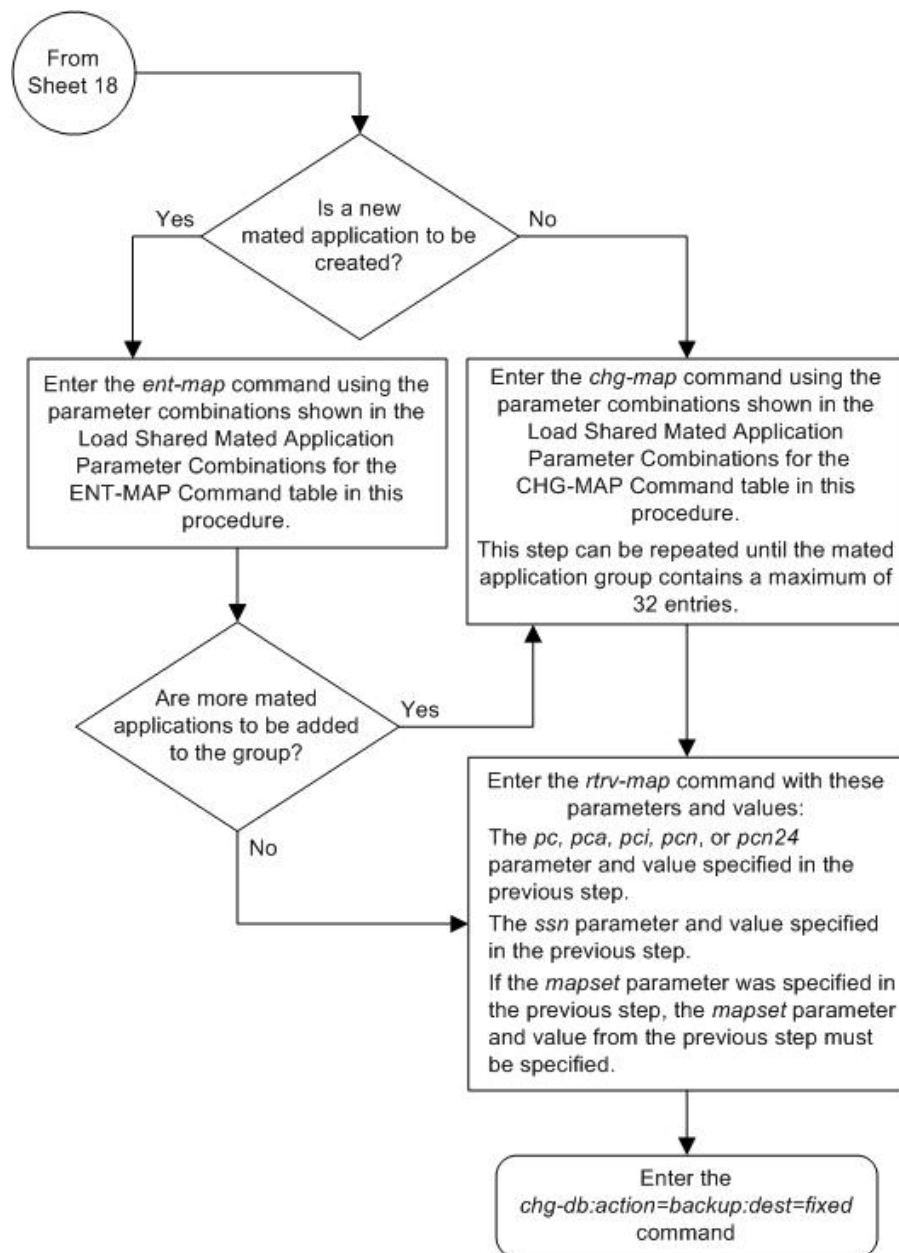 From
Sheet 18
Is a new
mated application to be
created?
Yes
No
Enter the ent-map command using the
parameter combinations shown in the
Load Shared Mated Application
Parameter Combinations for the
ENT-MAP Command table in this
procedure.
Enter the chg-map command using the
parameter combinations shown in the
Load Shared Mated Application
Parameter Combinations for the
CHG-MAP Command table in this
procedure.
This step can be repeated until the mated
application group contains a maximum of
32 entries.
Are more mated
applications to be added
to the group?
Yes
No
Enter the rtrv-map command with these
parameters and values:
The pc, pca, pci, pcn, or pcn24
parameter and value specified in the
previous step.
The ssn parameter and value specified
in the previous step.
If the mapset parameter was specified in
the previous step, the mapset parameter
and value from the previous step must
be specified.
Enter the
chg-db:action=backup:dest=fixed
command